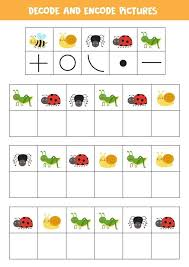 DECODE AND ENCODE PICTURES